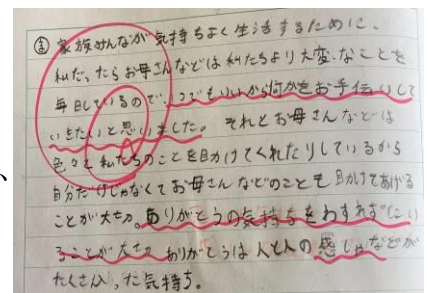 家族みんなが気持ちよく生活するために、
私だったらお母さんなどは私たちより大変なことを
毎日しているので、1つでもいいから何かをお手伝いして
いきたいと思いました。それとお母さんなどは
色々と私たちのことを目かけてくれたりしているから
自分だけじゃなくてお母さんなどのことも目かけてあげる
ことが大切。ありがとうの気持ちをわすれずにい
ることが大切 ありがとうは人と人の感じゃなどが
たくさん入った気持ち。
、